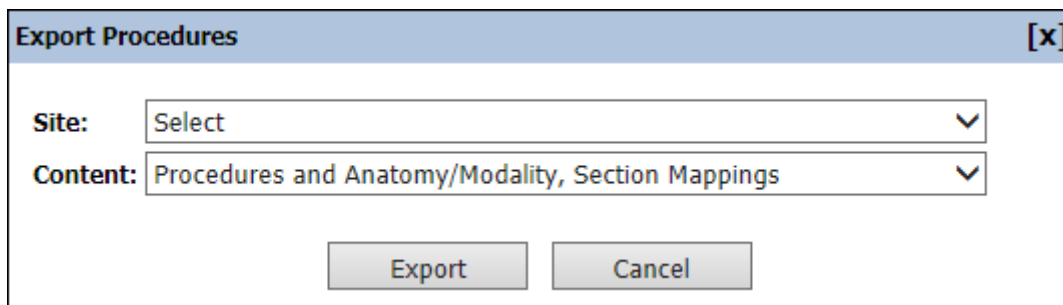 Export Procedures [x]
Site: Select
Content: Procedures and Anatomy/Modality, Section Mappings
Export Cancel